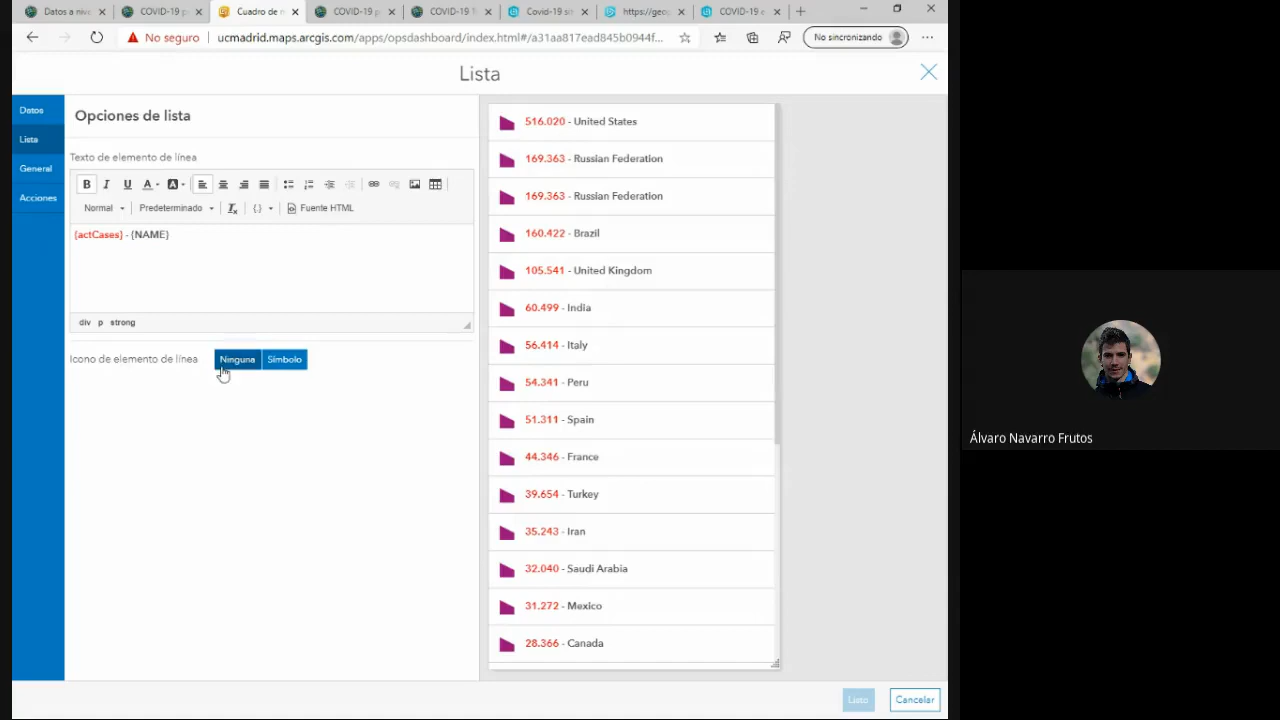 Datos a nive
COVID-19 p
Cuadro de n
COVID-19 p
COVID-19 T
Covid-19 sit
https://geoc
COVID e
No seguro
ucmadrid.maps.arcgis.com/apps/opsdashboard/index.html#/a31aa817ead845b0944f...
No sincronizando
Lista
Datos
Lista
General
Acciones
Opciones de lista
Texto de elemento de línea
B I U A A
Normal
Predeterminado
Fuente HTML
{actCases} - {NAME}
div p strong
Icono de elemento de línea
Ninguna
Símbolo
516.020 - United States
169.363 - Russian Federation
169.363 - Russian Federation
160.422 - Brazil
105.541 - United Kingdom
60.499 - India
56.414 - Italy
54.341 - Peru
51.311 - Spain
44.346 - France
39.654 - Turkey
35.243 - Iran
32.040 - Saudi Arabia
31.272 - Mexico
28.366 - Canada
Listo
Cancelar
Álvaro Navarro Frutos